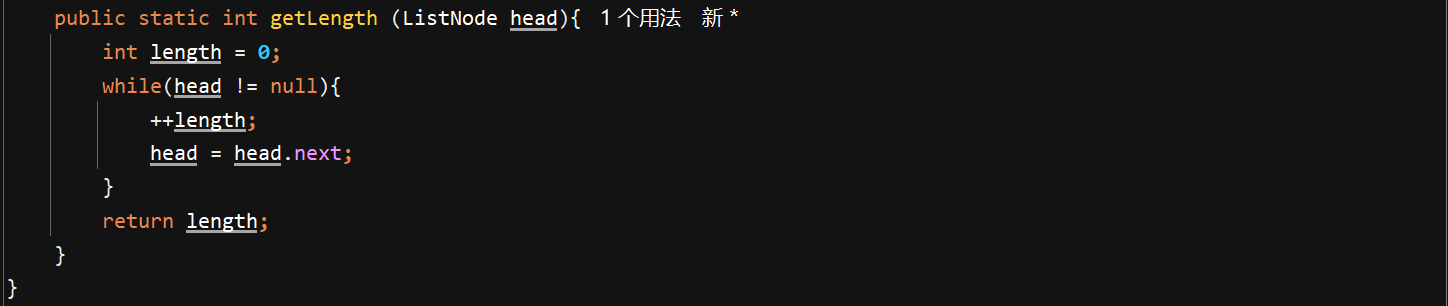 public static int getLength (ListNode head){   1 个用法   新 *
        int length = 0;
        while(head != null){
            ++length;
            head = head.next;
        }
        return length;
    }
}